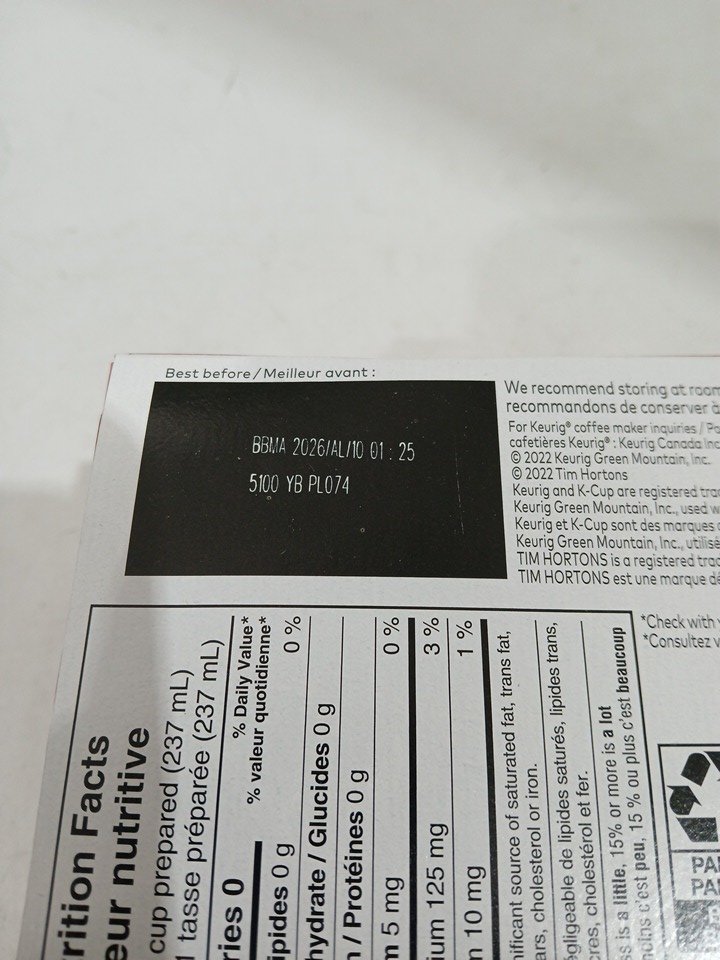 Best before / Meilleur avant :
BBMA 2026/AL/10 01 : 25
5100 YB PL074
We recommend storing at room
recommandons de conserver à
For Keurig® coffee maker inquiries /
cafetières Keurig® : Keurig Canada Inc
© 2022 Keurig Green Mountain, Inc.
© 2022 Tim Hortons
Keurig and K-Cup are registered
Keurig Green Mountain, Inc., used
Keurig et K-Cup sont des marques
Keurig Green Mountain, Inc., utilisé
TIM HORTONS is a registered
TIM HORTONS est une marque
*Check with
*Consultez
rition Facts
eur nutritive
cup prepared (237 mL)
1 tasse préparée (237 mL)
% Daily Value*
% valeur quotidienne*
ries 0
ipides 0 g 0 %
hydrate / Glucides 0 g
n / Protéines 0 g
m 5 mg 0 %
ium 125 mg 3 %
n 10 mg 1 %
nificant source of saturated fat, trans fat,
ars, cholesterol or iron.
égligeable de lipides saturés, lipides trans,
cres, cholestérol et fer.
ss is a little, 15% or more is a lot
noins c'est peu, 15 % ou plus c'est beaucoup